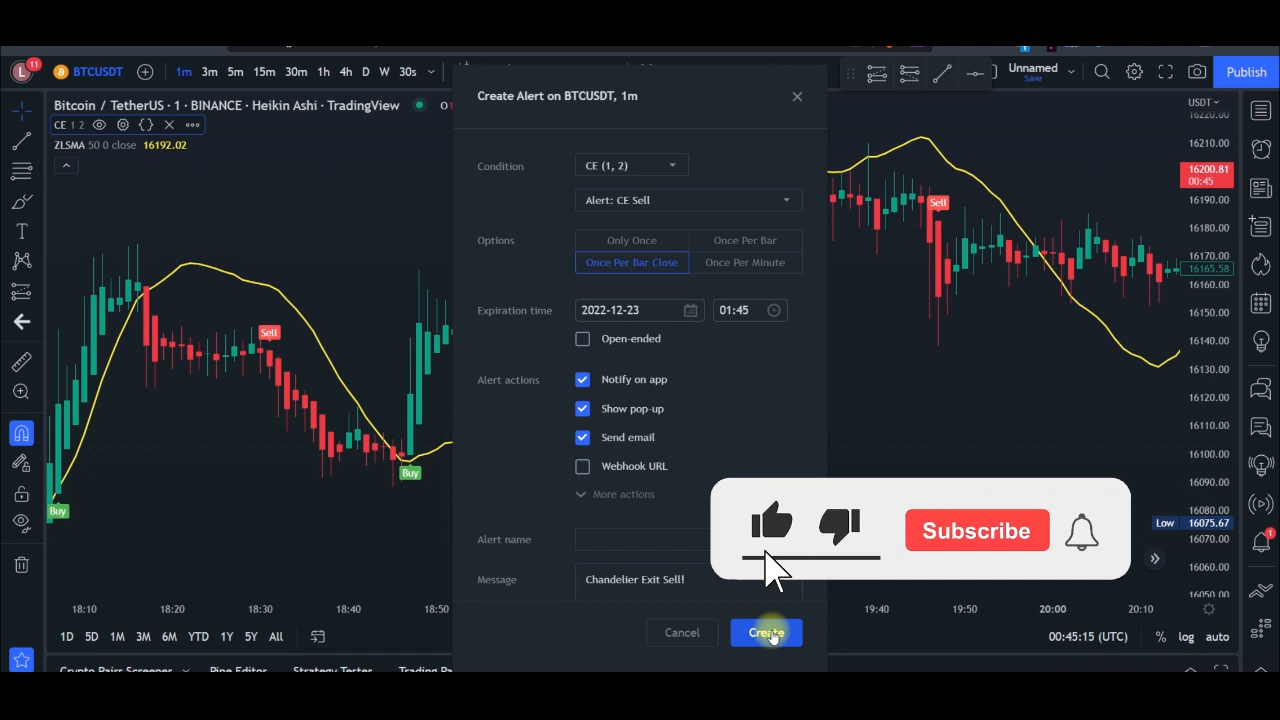 L 11 BTCUSDT 1m 3m 5m 15m 30m 1h 4h D W 30s Unnamed Save Publish
Bitcoin / TetherUS · 1 · BINANCE · Heikin Ashi · TradingView
CE 1 2
ZLSMA 50 0 close 16192.02
Create Alert on BTCUSDT, 1m
Condition CE (1, 2)
Alert: CE Sell
Options Only Once Once Per Bar
Once Per Bar Close Once Per Minute
Expiration time 2022-12-23 01:45
Open-ended
Alert actions Notify on app
Show pop-up
Send email
Webhook URL
More actions
Alert name
Message Chandelier Exit Sell!
Cancel Create
Subscribe
Sell
Buy
Buy
Sell
USDT
16220.00
16210.00
16200.81
00:45
16190.00
16180.00
16170.00
16165.58
16160.00
16150.00
16140.00
16130.00
16120.00
16110.00
16100.00
16090.00
16080.00
Low 16075.67
16070.00
16060.00
16050.00
1
18:10 18:20 18:30 18:40 18:50 19:40 19:50 20:00 20:10
1D 5D 1M 3M 6M YTD 1Y 5Y All 00:45:15 (UTC) % log auto
Crypto Pairs Screener Pine Editor Strategy Tester Trading